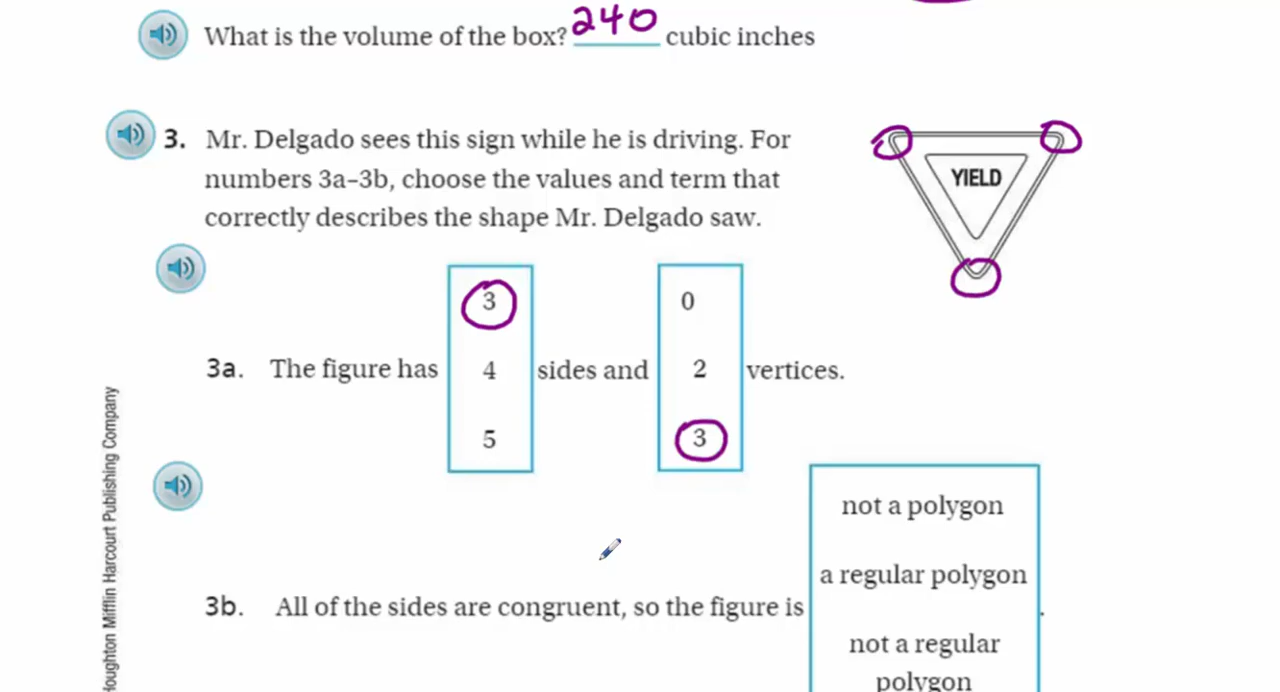 What is the volume of the box? 240 cubic inches
3. Mr. Delgado sees this sign while he is driving. For
numbers 3a–3b, choose the values and term that
correctly describes the shape Mr. Delgado saw.
YIELD
3 0
3a. The figure has 4 sides and 2 vertices.
5 3
not a polygon
a regular polygon
3b. All of the sides are congruent, so the figure is .
not a regular
polygon
Houghton Mifflin Harcourt Publishing Company